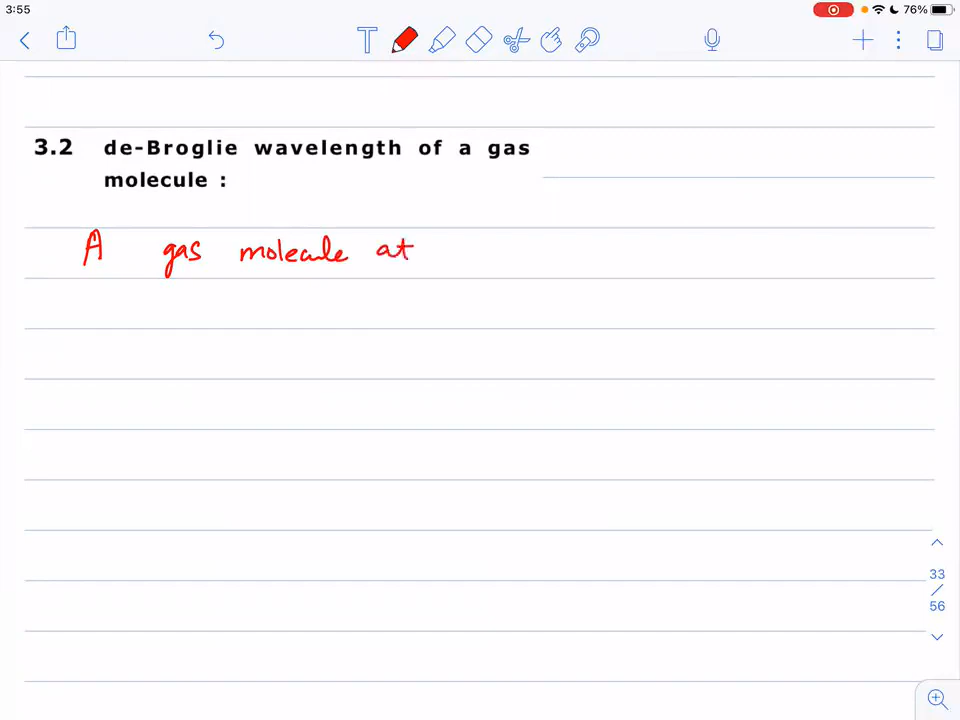 3:55
76%
3.2 de-Broglie wavelength of a gas
molecule :
A gas molecule at
33
/
56